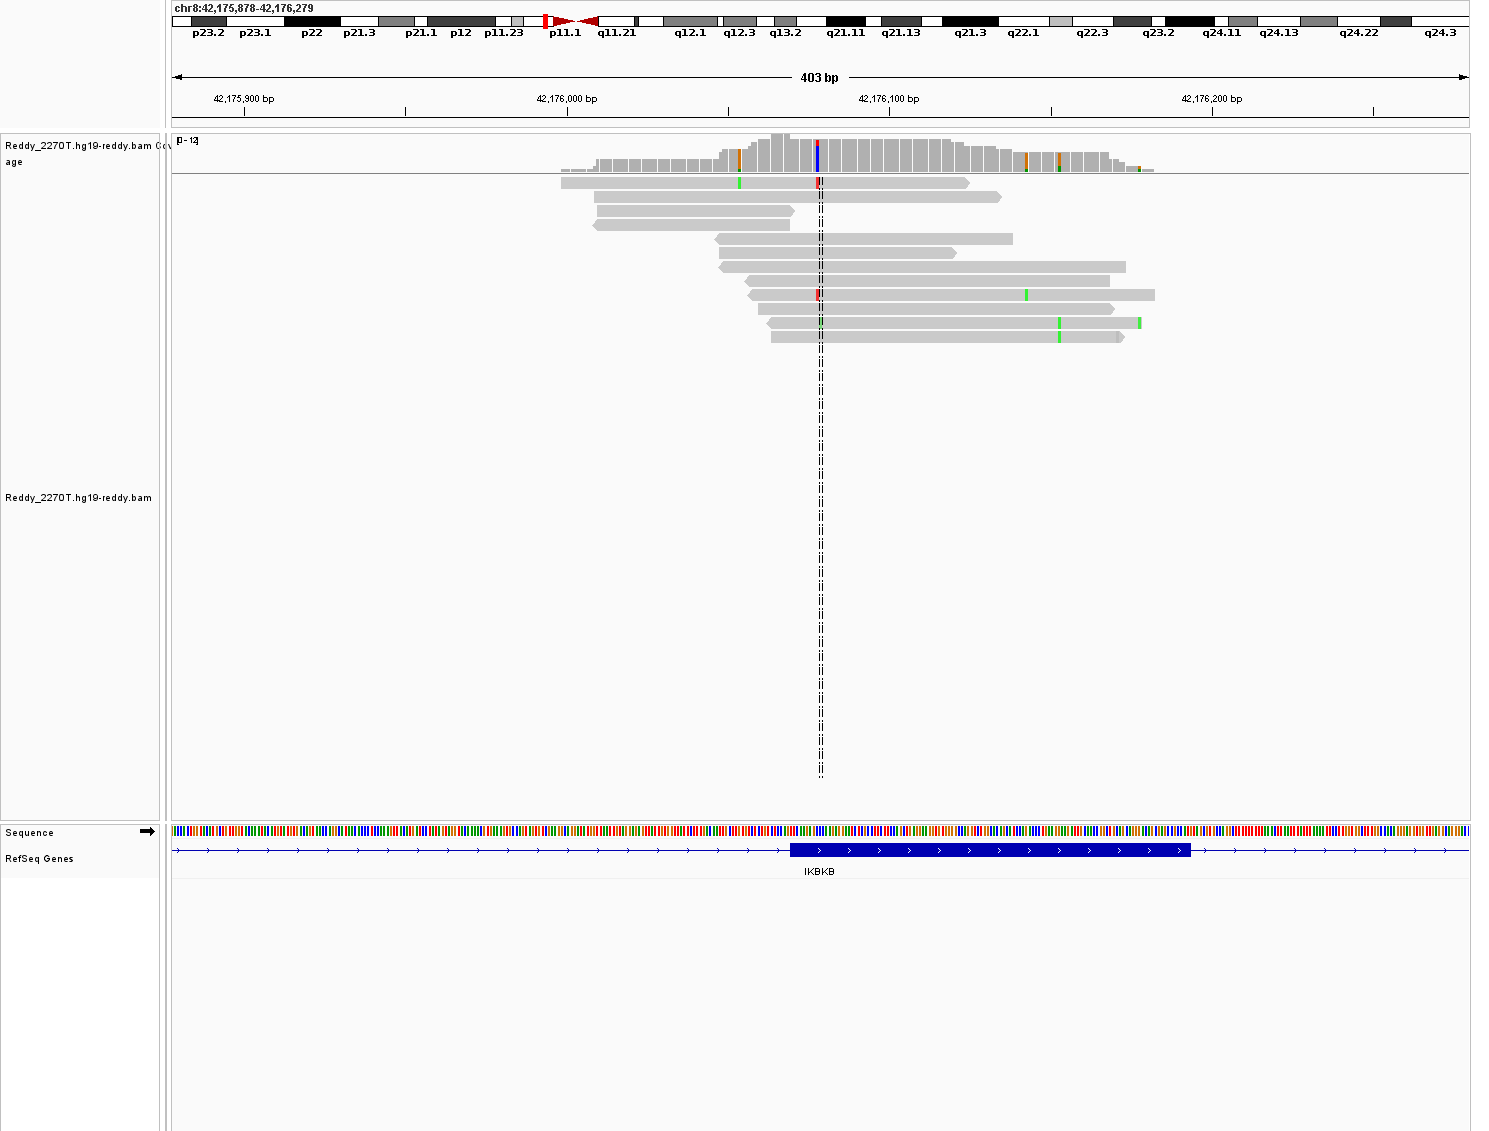 chr8:42,175,878-42,176,279
p23.2 p23.1 p22 p21.3 p21.1 p12 p11.23 p11.1 q11.21 q12.1 q12.3 q13.2 q21.11 q21.13 q21.3 q22.1 q22.3 q23.2 q24.11 q24.13 q24.22 q24.3
403 bp
42,175,900 bp 42,176,000 bp 42,176,100 bp 42,176,200 bp
Reddy_2270T.hg19-reddy.bam Cov
age
[0 - 12]
Reddy_2270T.hg19-reddy.bam
Sequence
RefSeq Genes
IKBKB